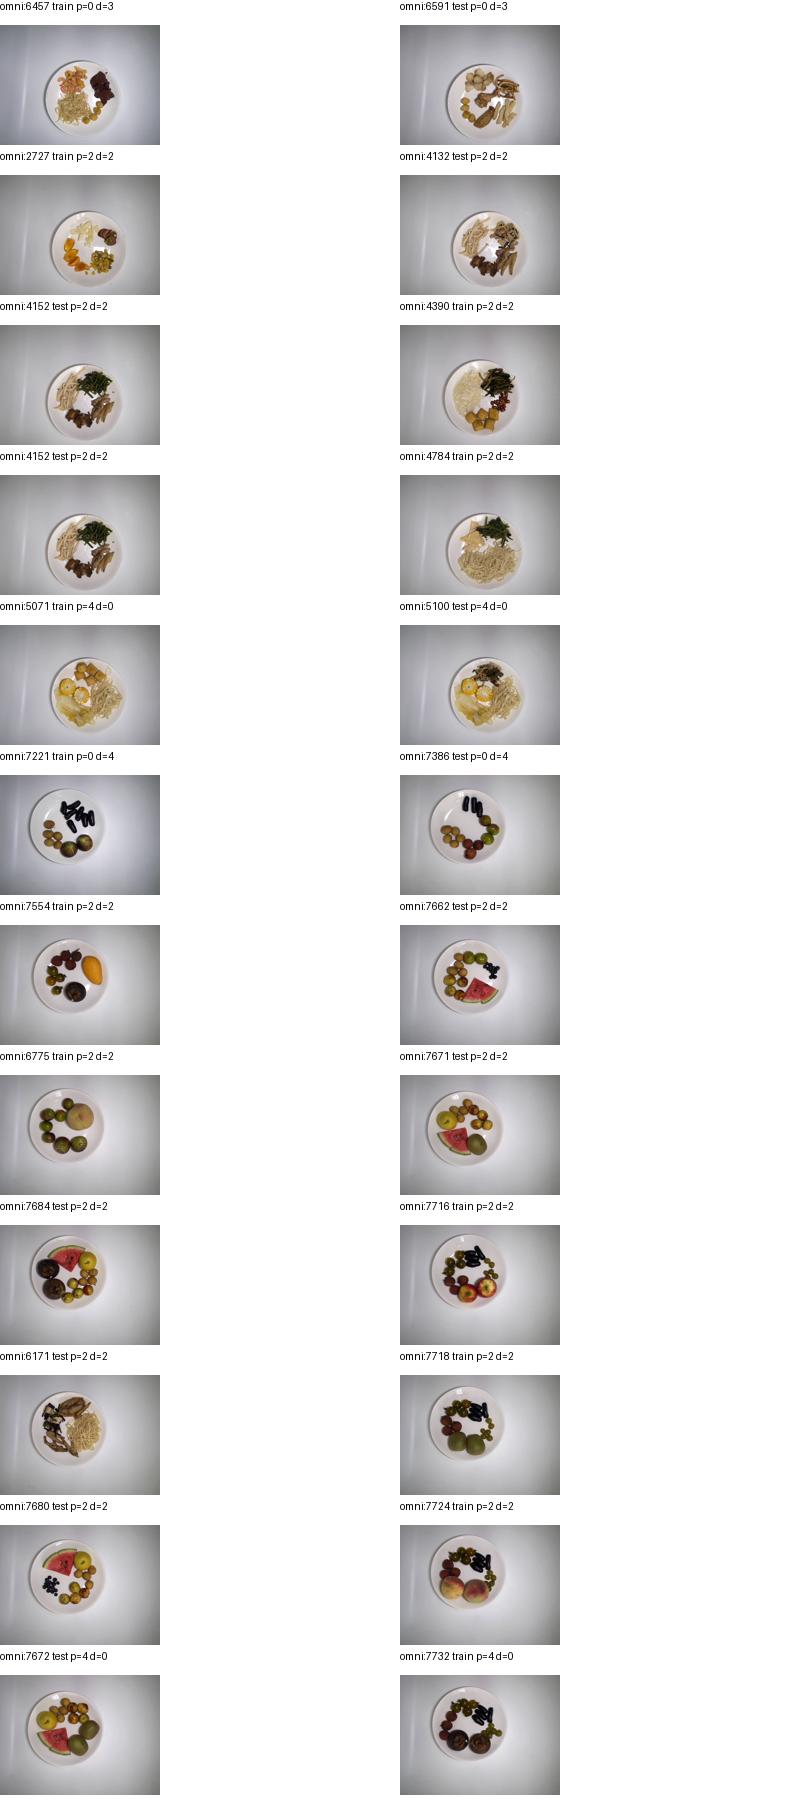 omni:6457 train p=0 d=3
omni:6591 test p=0 d=3
omni:2727 train p=2 d=2
omni:4132 test p=2 d=2
omni:4152 test p=2 d=2
omni:4390 train p=2 d=2
omni:4152 test p=2 d=2
omni:4784 train p=2 d=2
omni:5071 train p=4 d=0
omni:5100 test p=4 d=0
omni:7221 train p=0 d=4
omni:7386 test p=0 d=4
omni:7554 train p=2 d=2
omni:7662 test p=2 d=2
omni:6775 train p=2 d=2
omni:7671 test p=2 d=2
omni:7684 test p=2 d=2
omni:7716 train p=2 d=2
omni:6171 test p=2 d=2
omni:7718 train p=2 d=2
omni:7680 test p=2 d=2
omni:7724 train p=2 d=2
omni:7672 test p=4 d=0
omni:7732 train p=4 d=0